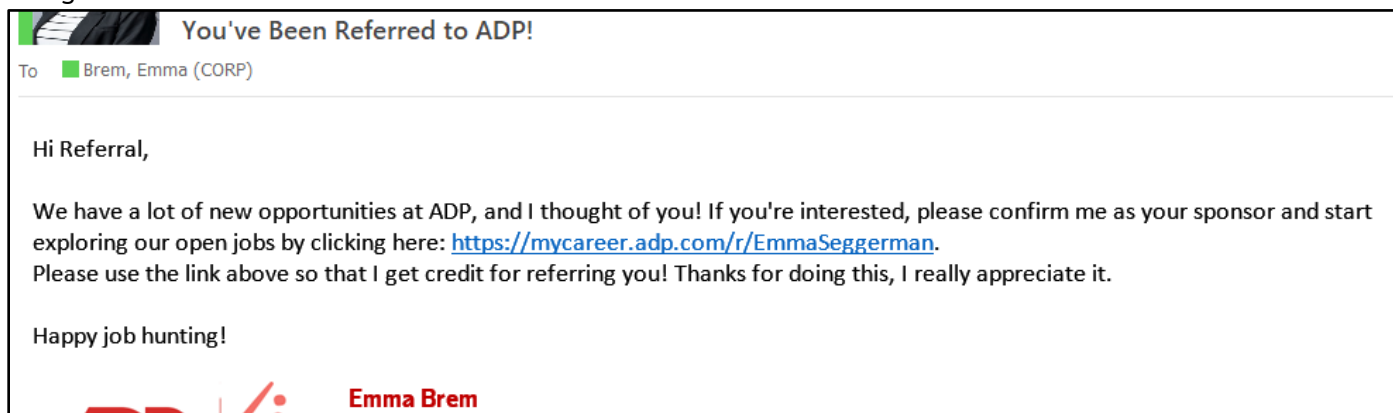 You've Been Referred to ADP!
To Brem, Emma (CORP)
Hi Referral,
We have a lot of new opportunities at ADP, and I thought of you! If you're interested, please confirm me as your sponsor and start
exploring our open jobs by clicking here: https://mycareer.adp.com/r/EmmaSeggerman.
Please use the link above so that I get credit for referring you! Thanks for doing this, I really appreciate it.
Happy job hunting!
Emma Brem